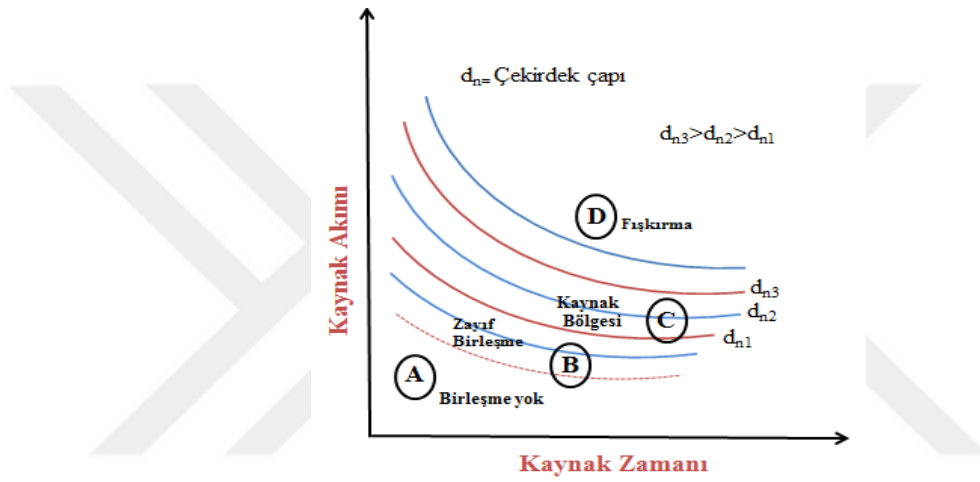 dn= Çekirdek çapı
dn3>dn2>dn1
D Fışkırma
Kaynak Akımı
dn3
Kaynak
Bölgesi
C
dn2
Zayıf
Birleşme
dn1
B
A
Birleşme yok
Kaynak Zamanı